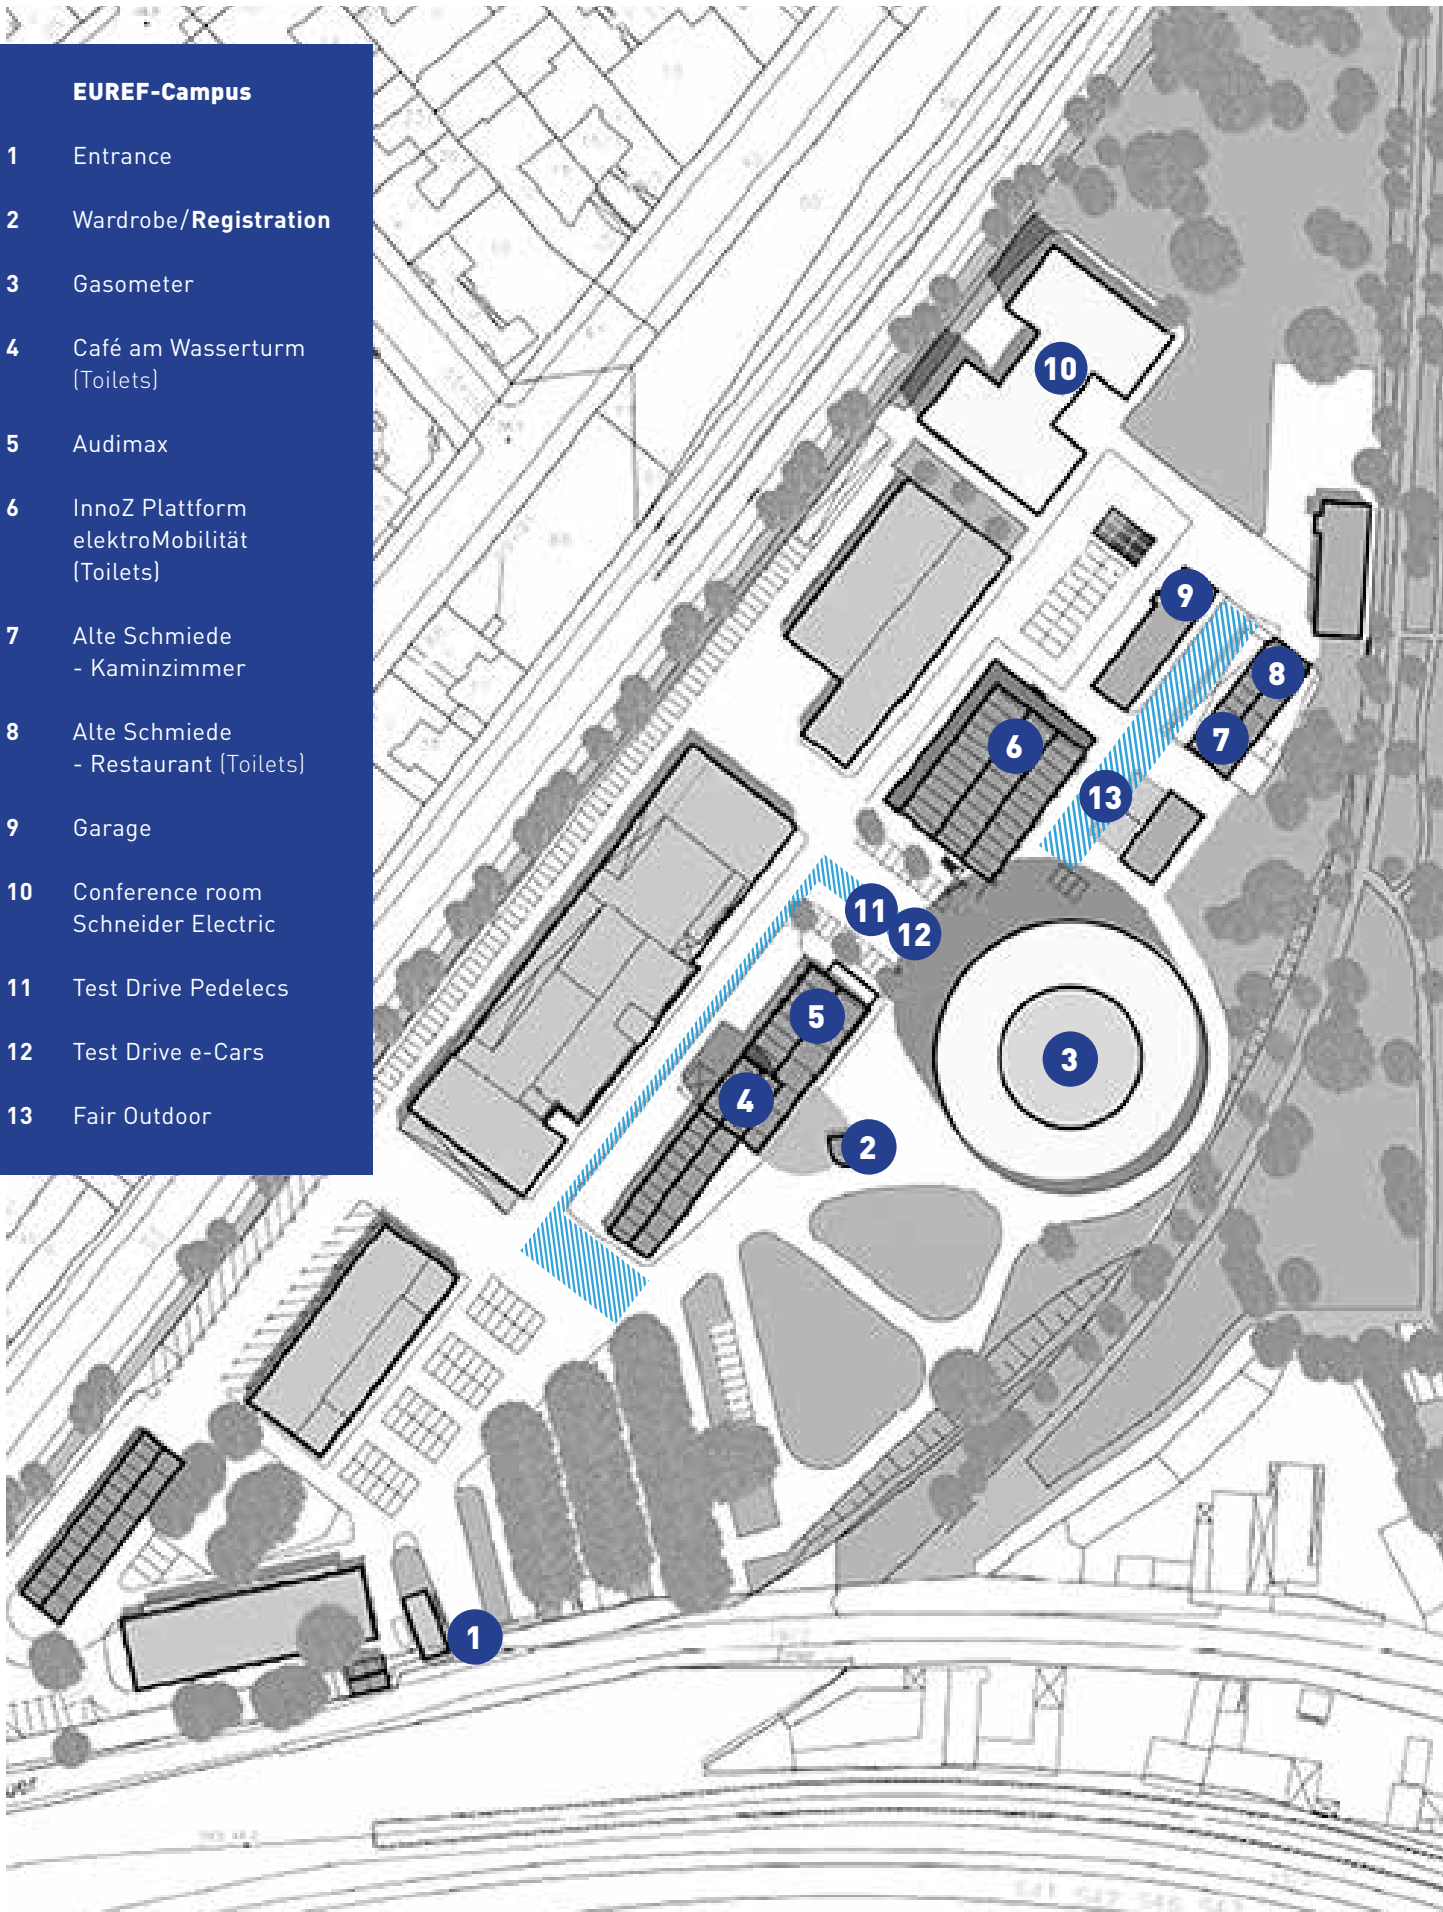 EUREF-Campus
1 Entrance
2 Wardrobe/Registration
3 Gasometer
4 Café am Wasserturm
(Toilets)
5 Audimax
6 InnoZ Plattform
elektroMobilität
(Toilets)
7 Alte Schmiede
- Kaminzimmer
8 Alte Schmiede
- Restaurant (Toilets)
9 Garage
10 Conference room
Schneider Electric
11 Test Drive Pedelecs
12 Test Drive e-Cars
13 Fair Outdoor
10
9
8
7
6
13
11
12
5
3
4
2
1